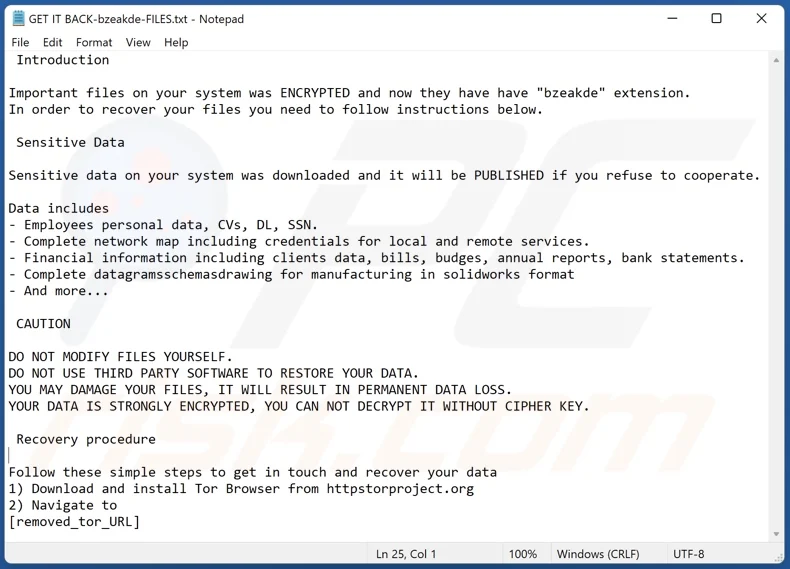 GET IT BACK-bzeakde-FILES.txt - Notepad
File Edit Format View Help
Introduction
Important files on your system was ENCRYPTED and now they have have "bzeakde" extension.
In order to recover your files you need to follow instructions below.
Sensitive Data
Sensitive data on your system was downloaded and it will be PUBLISHED if you refuse to cooperate.
Data includes
- Employees personal data, CVs, DL, SSN.
- Complete network map including credentials for local and remote services.
- Financial information including clients data, bills, budgets, annual reports, bank statements.
- Complete datagramsschemasdrawing for manufacturing in solidworks format
- And more...
CAUTION
DO NOT MODIFY FILES YOURSELF.
DO NOT USE THIRD PARTY SOFTWARE TO RESTORE YOUR DATA.
YOU MAY DAMAGE YOUR FILES, IT WILL RESULT IN PERMANENT DATA LOSS.
YOUR DATA IS STRONGLY ENCRYPTED, YOU CAN NOT DECRYPT IT WITHOUT CIPHER KEY.
Recovery procedure
Follow these simple steps to get in touch and recover your data
1) Download and install Tor Browser from httpstorproject.org
2) Navigate to
[removed_tor_URL]
Ln 25, Col 1 100% Windows (CRLF) UTF-8
PC
risk.com